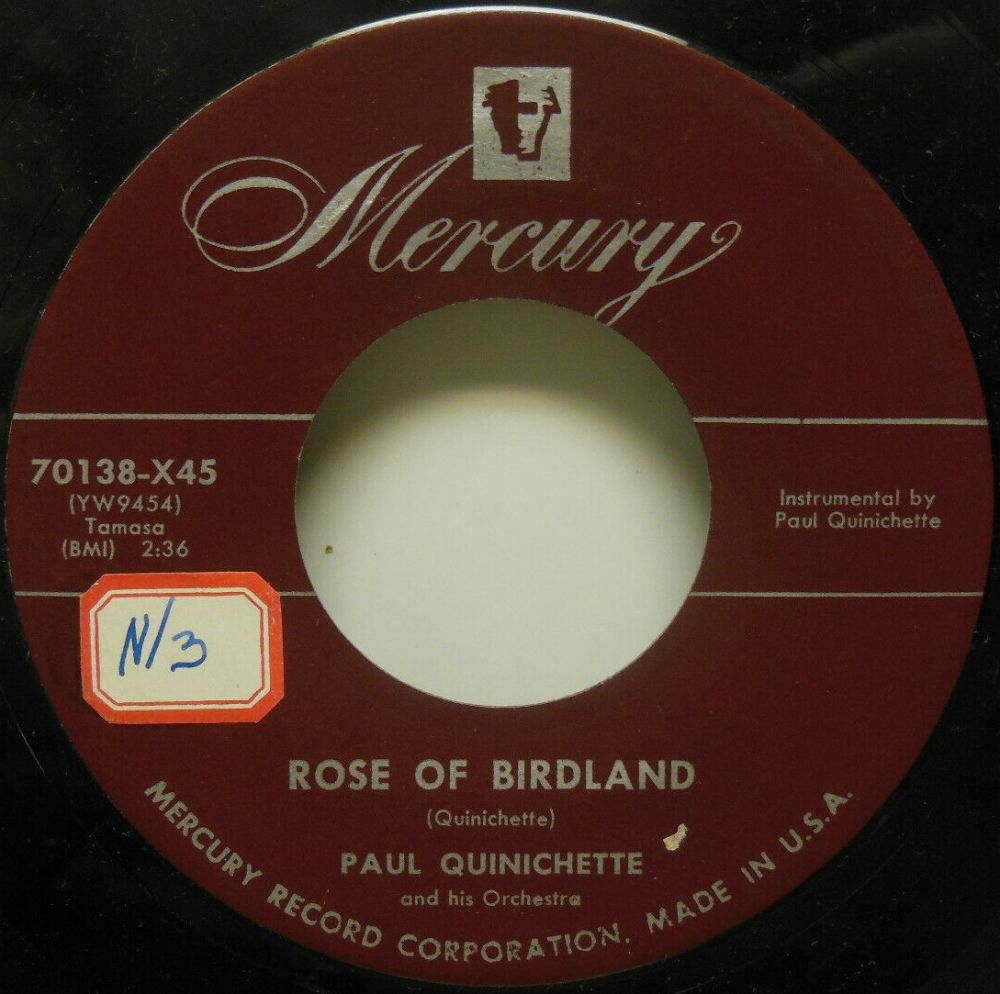 Mercury
70138-X45
(YW9454)
Tamasa
(BMI) 2:36
Instrumental by
Paul Quinichette
N/3
ROSE OF BIRDLAND
(Quinichette)
PAUL QUINICHETTE
and his Orchestra
MERCURY RECORD CORPORATION. MADE IN U.S.A.